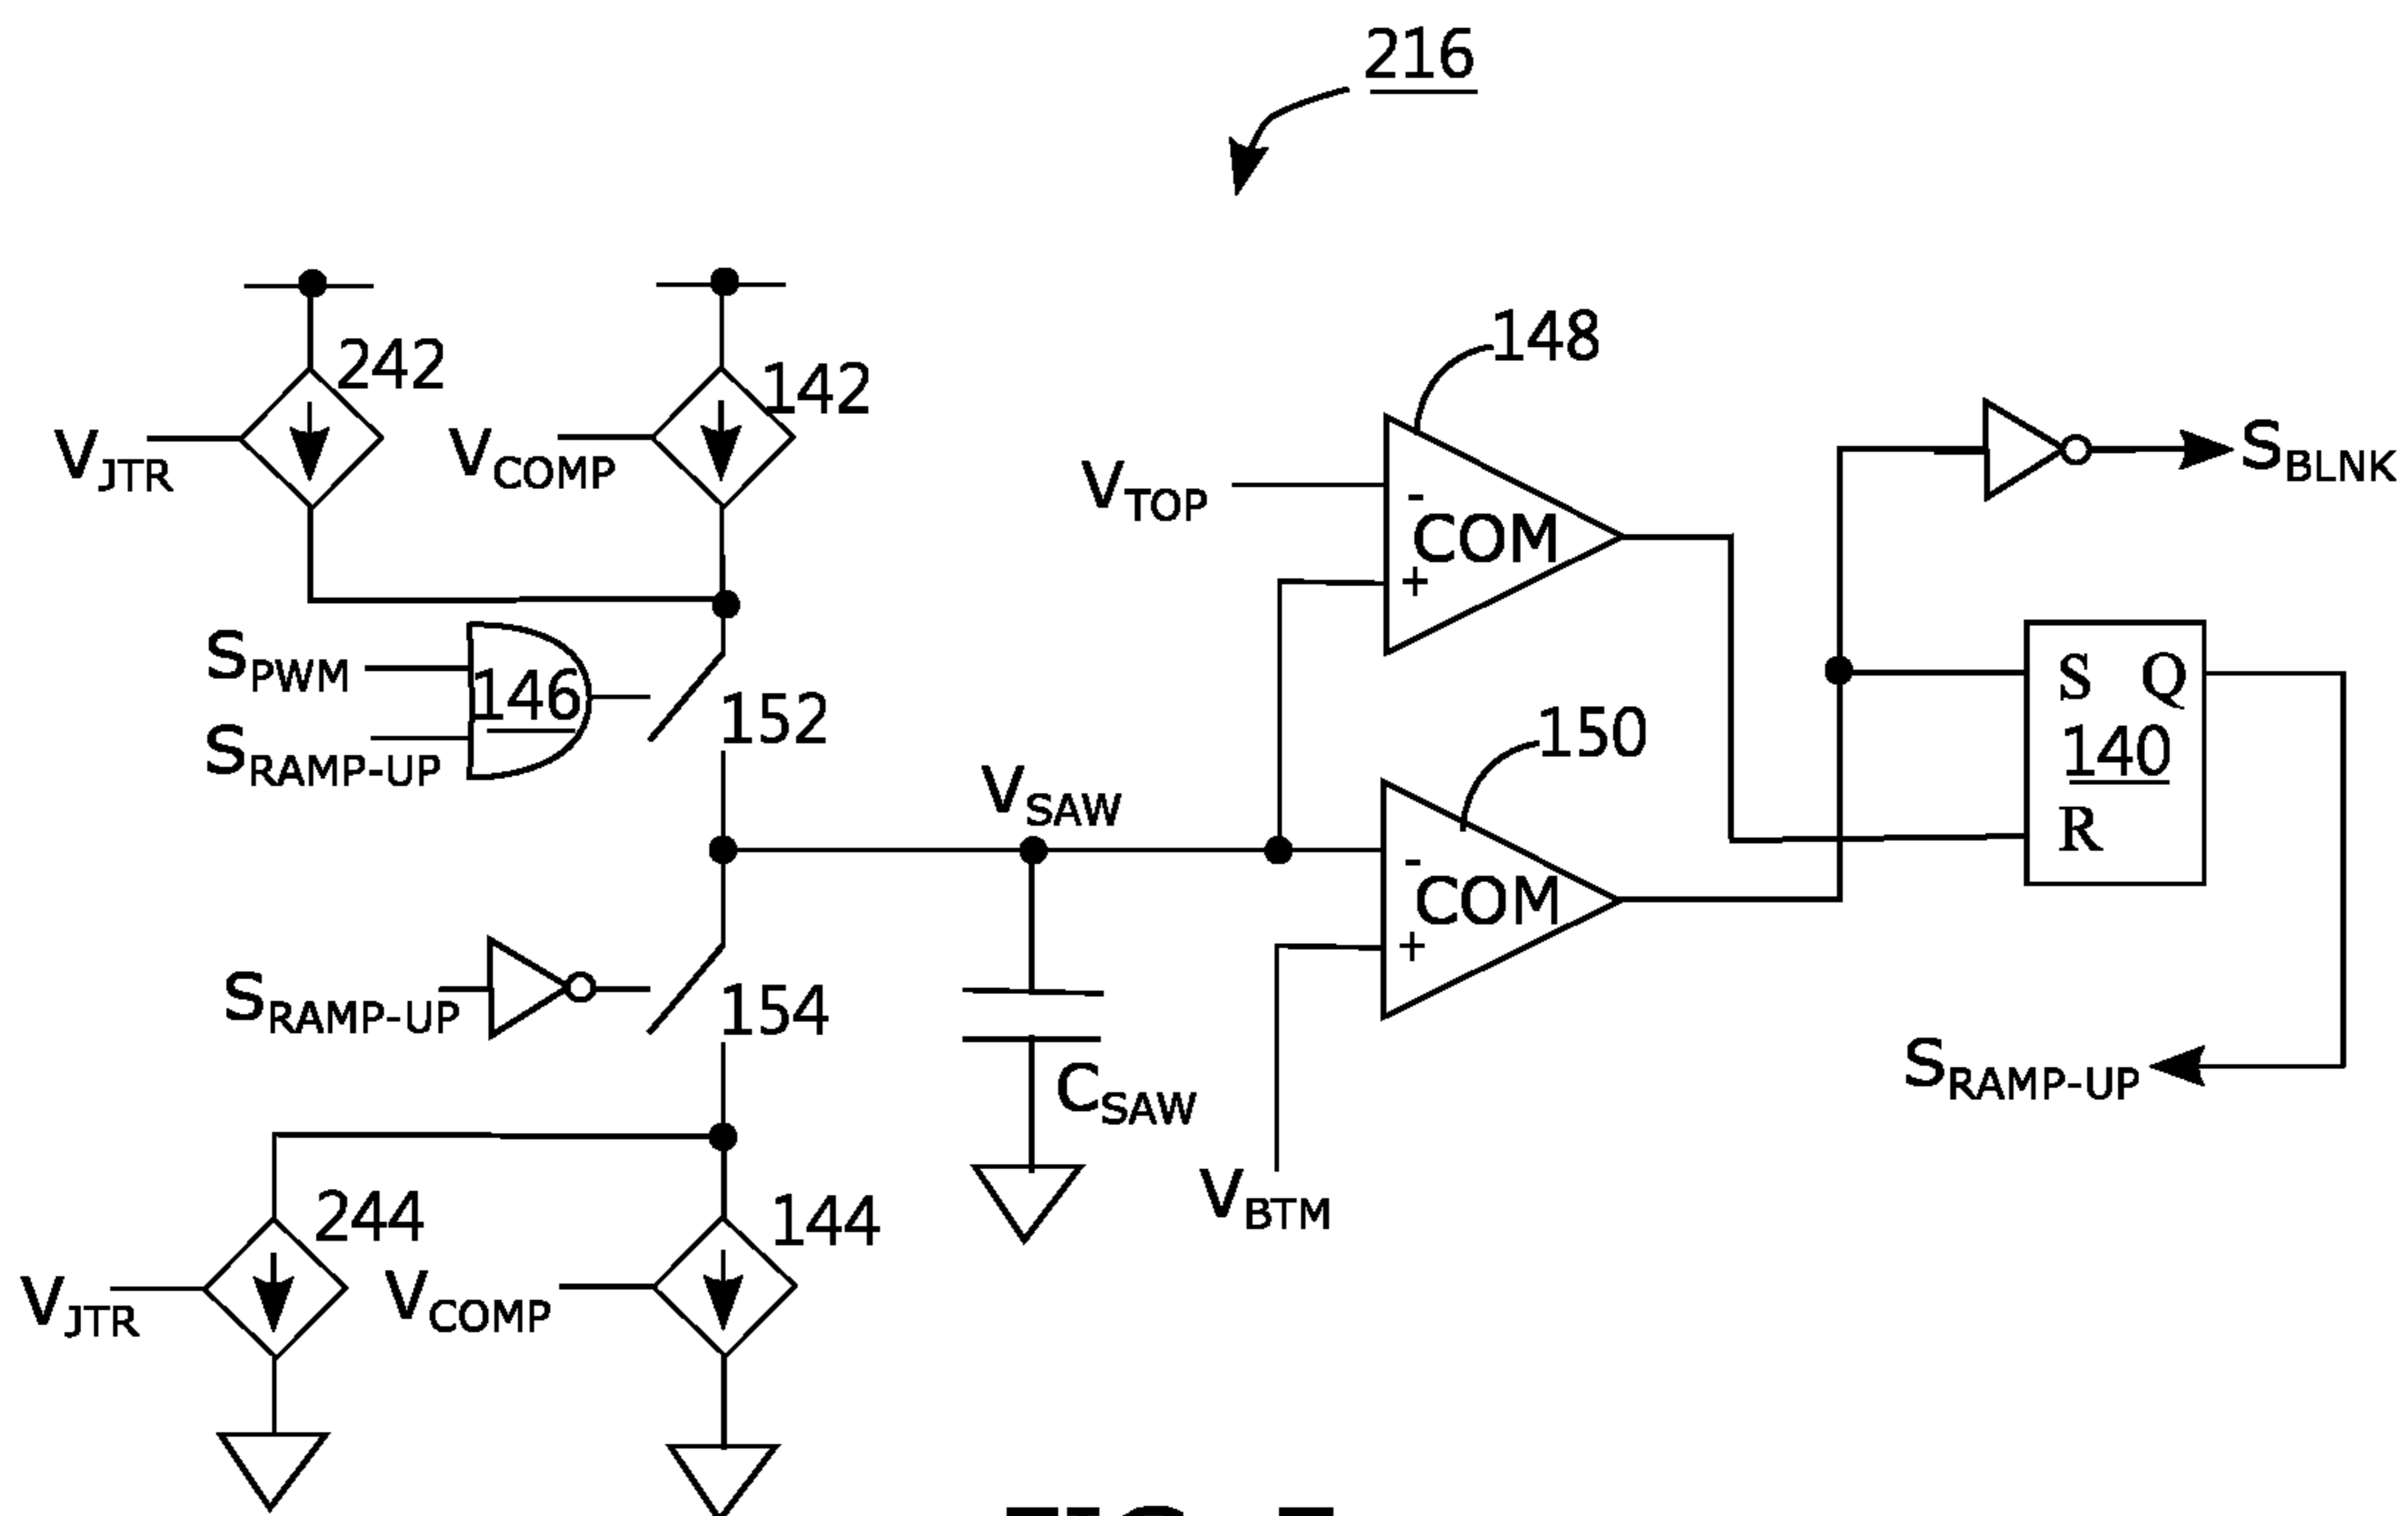 216
242
142
148
V_JTR
V_COMP
V_TOP
-
COM
+
S_BLNK
S_PWM
146
S_RAMP-UP
152
150
S Q
140
R
V_SAW
-
COM
+
S_RAMP-UP
154
C_SAW
S_RAMP-UP
V_BTM
244
144
V_JTR
V_COMP